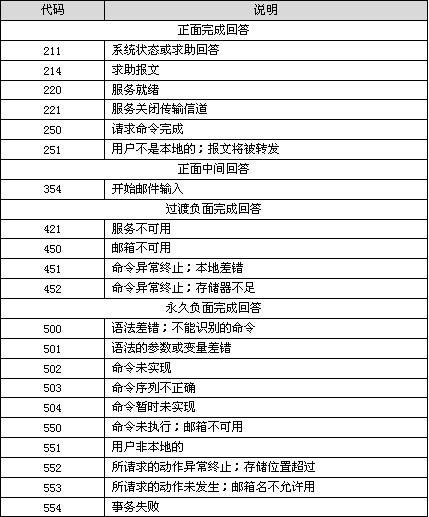 代码 说明
正面完成回答
211 系统状态或求助回答
214 求助报文
220 服务就绪
221 服务关闭传输信道
250 请求命令完成
251 用户不是本地的；报文将被转发
正面中间回答
354 开始邮件输入
过渡负面完成回答
421 服务不可用
450 邮箱不可用
451 命令异常终止；本地差错
452 命令异常终止；存储器不足
永久负面完成回答
500 语法差错；不能识别的命令
501 语法的参数或变量差错
502 命令未实现
503 命令序列不正确
504 命令暂时未实现
550 命令未执行；邮箱不可用
551 用户非本地的
552 所请求的动作异常终止；存储位置超过
553 所请求的动作未发生；邮箱名不允许用
554 事务失败